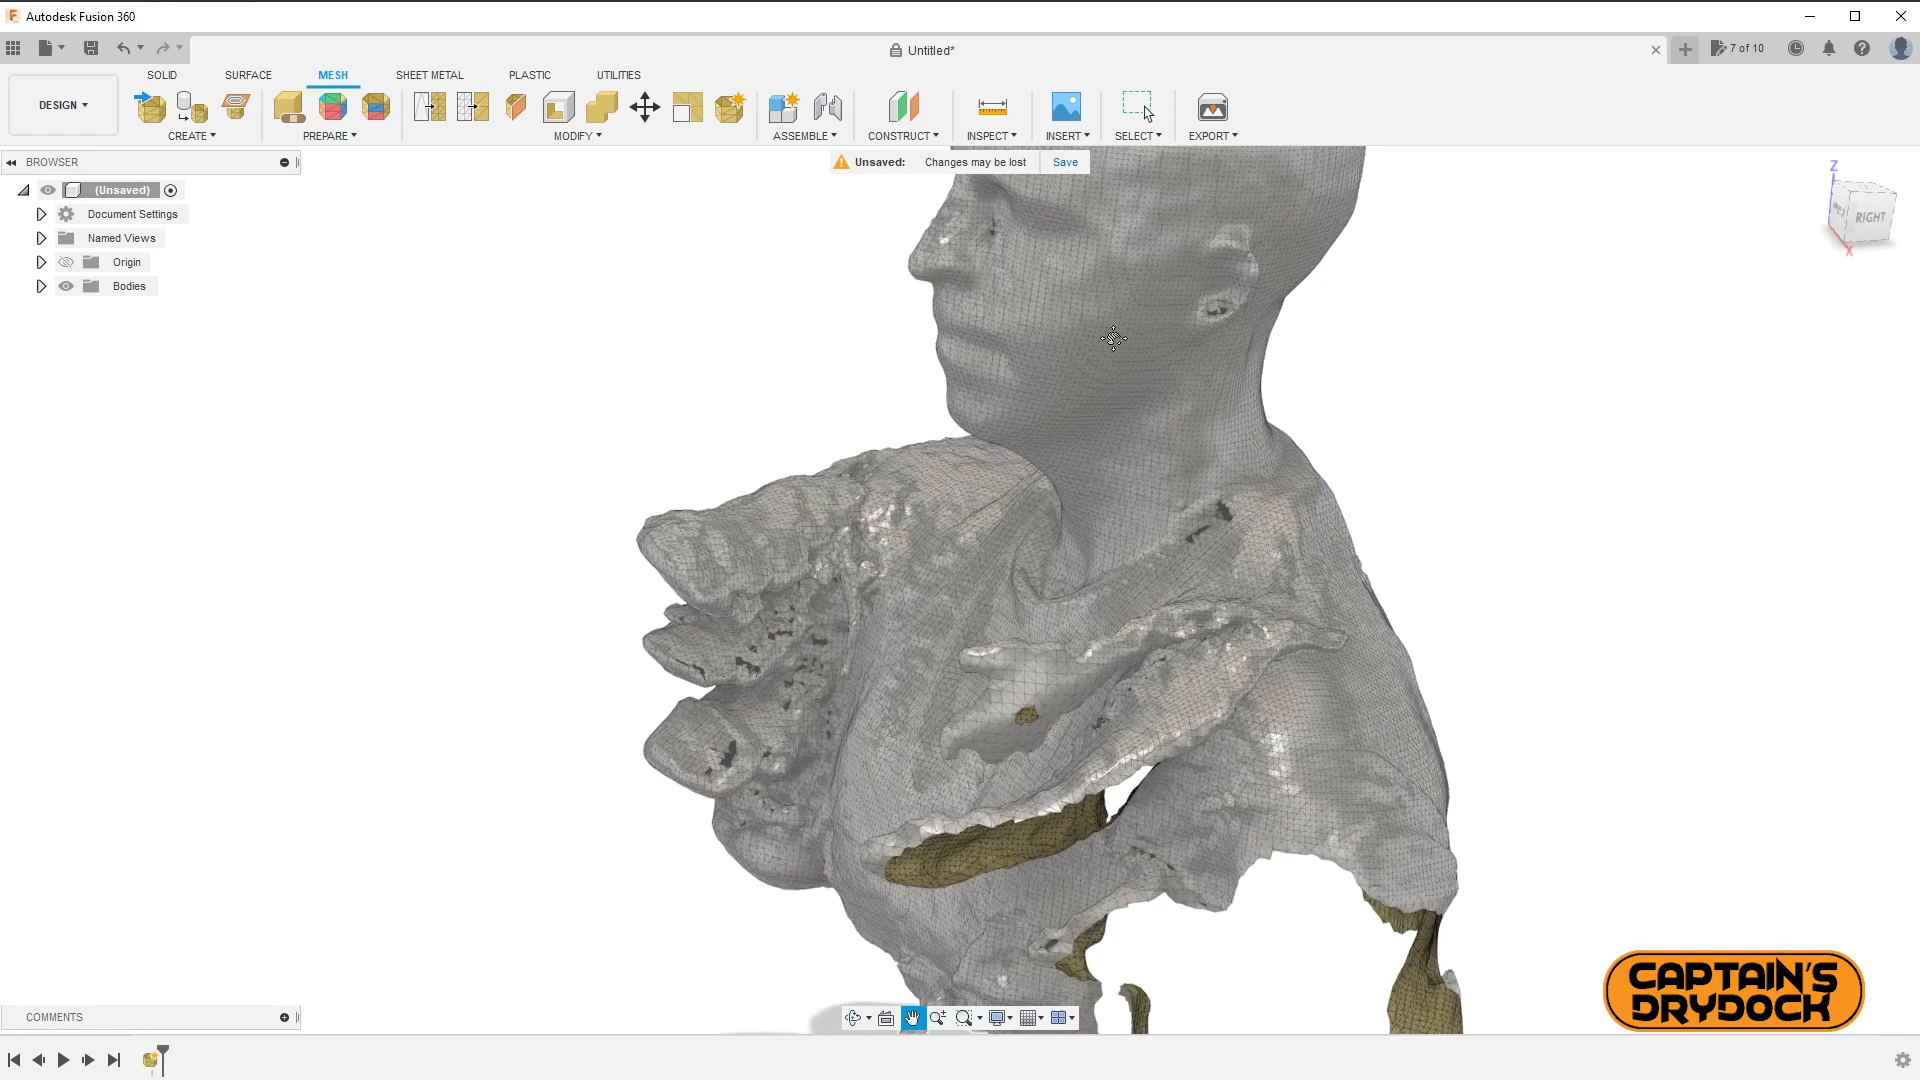 Autodesk Fusion 360
Untitled*
7 of 10
SOLID SURFACE MESH SHEET METAL PLASTIC UTILITIES
DESIGN
CREATE PREPARE MODIFY ASSEMBLE CONSTRUCT INSPECT INSERT SELECT EXPORT
BROWSER
Unsaved: Changes may be lost Save
(Unsaved)
Document Settings
Named Views
Origin
Bodies
Z
RIGHT
X
CAPTAIN'S
DRYDOCK
COMMENTS